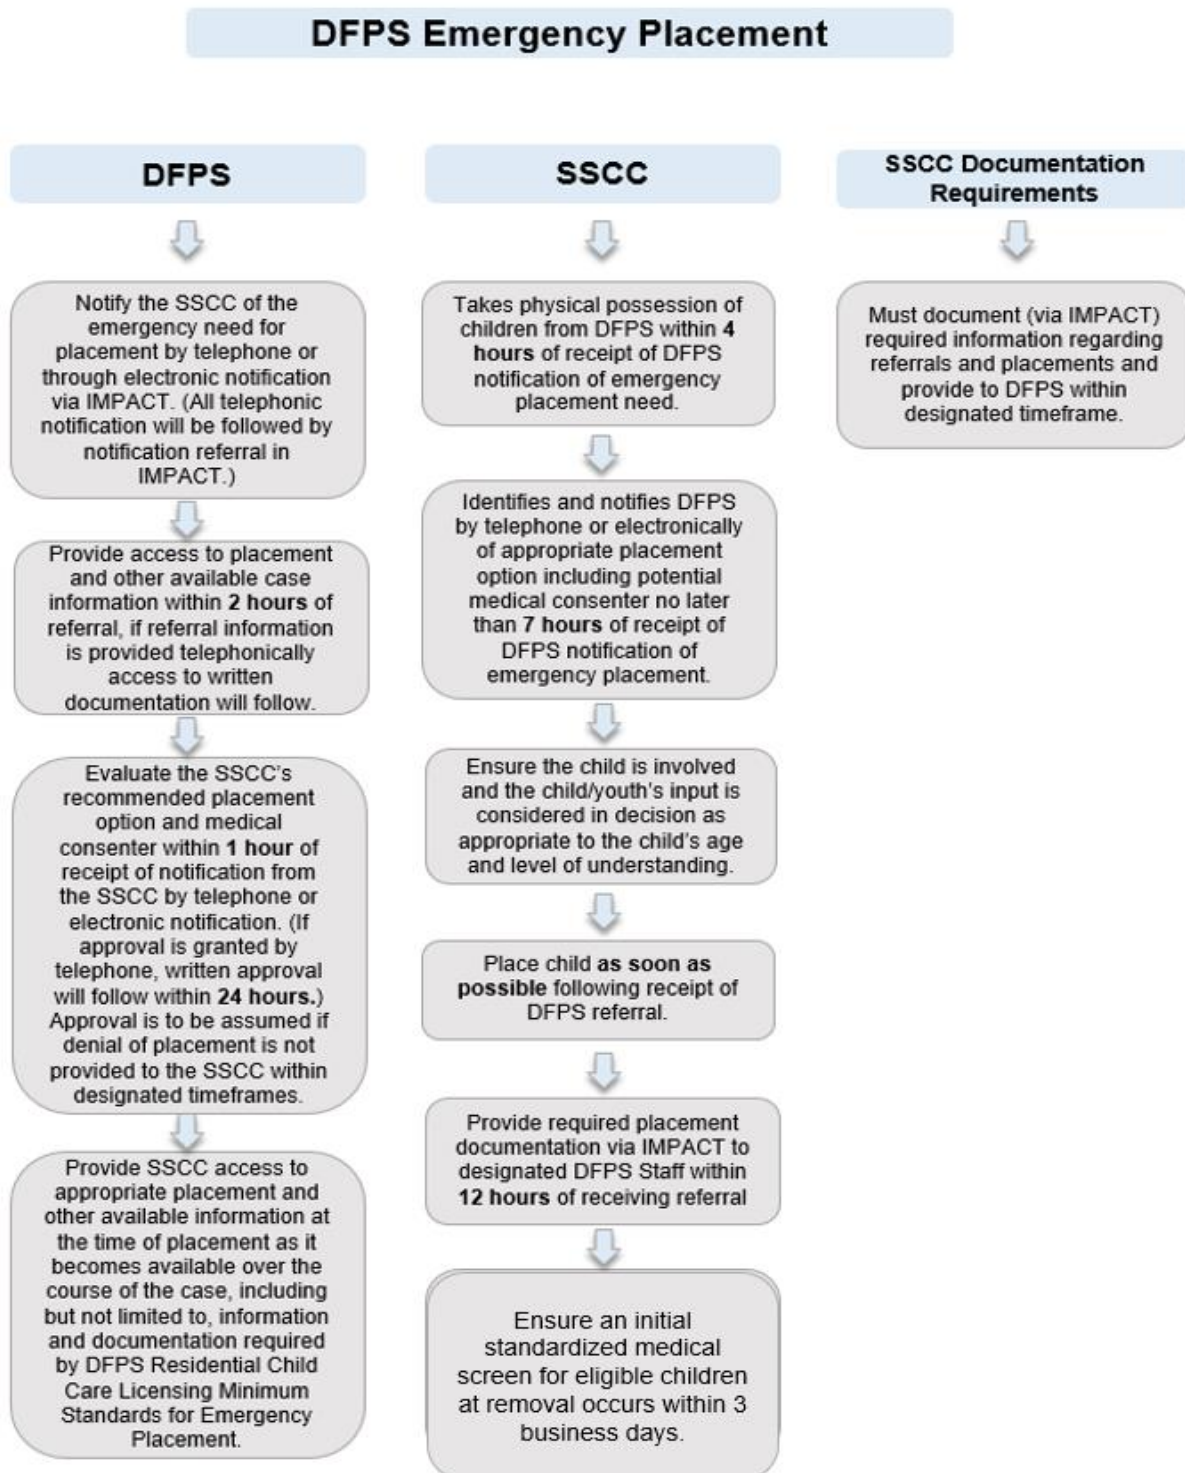 DFPS Emergency Placement
DFPS
Notify the SSCC of the
emergency need for
placement by telephone or
through electronic notification
via IMPACT. (All telephonic
notification will be followed by
notification referral in
IMPACT.)
Provide access to placement
and other available case
information within 2 hours of
referral, if referral information
is provided telephonically
access to written
documentation will follow.
Evaluate the SSCC’s
recommended placement
option and medical
consenter within 1 hour of
receipt of notification from
the SSCC by telephone or
electronic notification. (If
approval is granted by
telephone, written approval
will follow within 24 hours.)
Approval is to be assumed if
denial of placement is not
provided to the SSCC within
designated timeframes.
Provide SSCC access to
appropriate placement and
other available information at
the time of placement as it
becomes available over the
course of the case, including
but not limited to, information
and documentation required
by DFPS Residential Child
Care Licensing Minimum
Standards for Emergency
Placement.
SSCC
Takes physical possession of
children from DFPS within 4
hours of receipt of DFPS
notification of emergency
placement need.
Identifies and notifies DFPS
by telephone or electronically
of appropriate placement
option including potential
medical consenter no later
than 7 hours of receipt of
DFPS notification of
emergency placement.
Ensure the child is involved
and the child/youth’s input is
considered in decision as
appropriate to the child’s age
and level of understanding.
Place child as soon as
possible following receipt of
DFPS referral.
Provide required placement
documentation via IMPACT to
designated DFPS Staff within
12 hours of receiving referral
Ensure an initial
standardized medical
screen for eligible children
at removal occurs within 3
business days.
SSCC Documentation
Requirements
Must document (via IMPACT)
required information regarding
referrals and placements and
provide to DFPS within
designated timeframe.